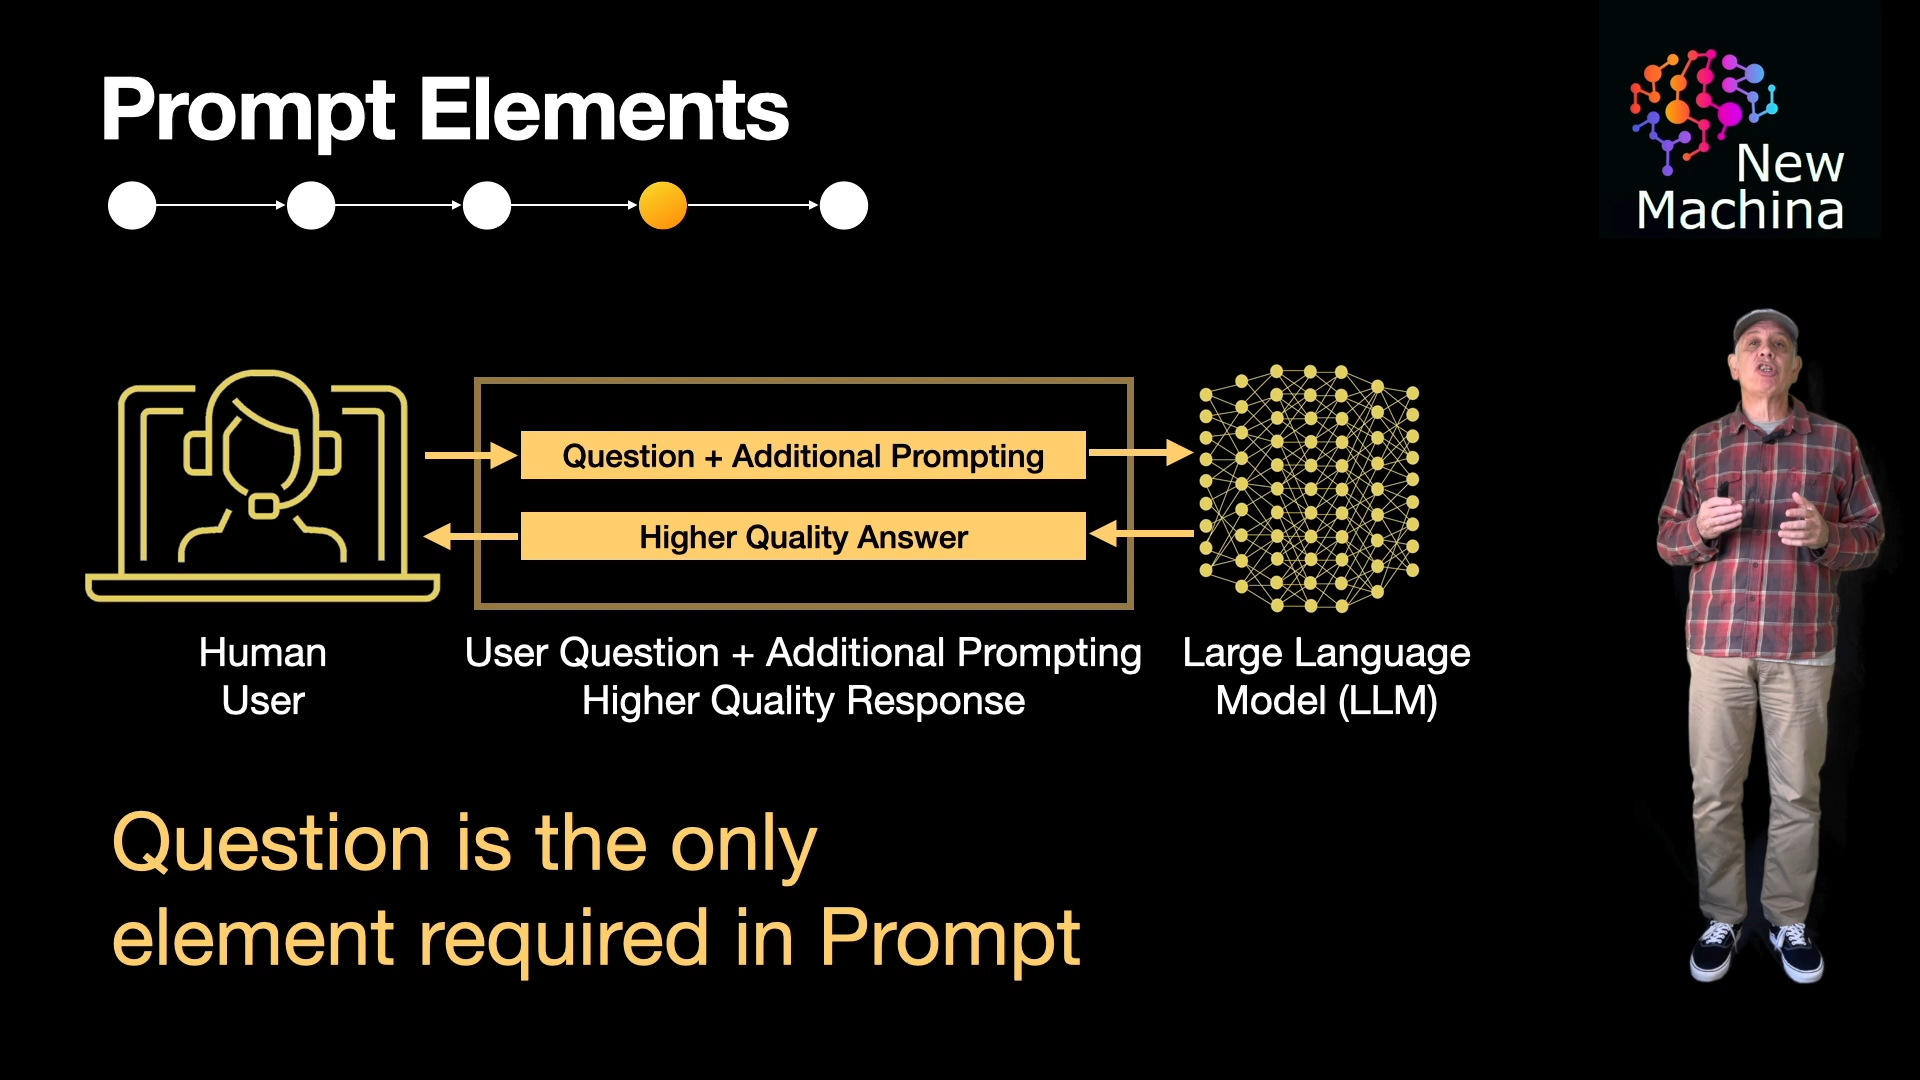 Prompt Elements
New
Machina
Question + Additional Prompting
Higher Quality Answer
Human
User
User Question + Additional Prompting
Higher Quality Response
Large Language
Model (LLM)
Question is the only
element required in Prompt